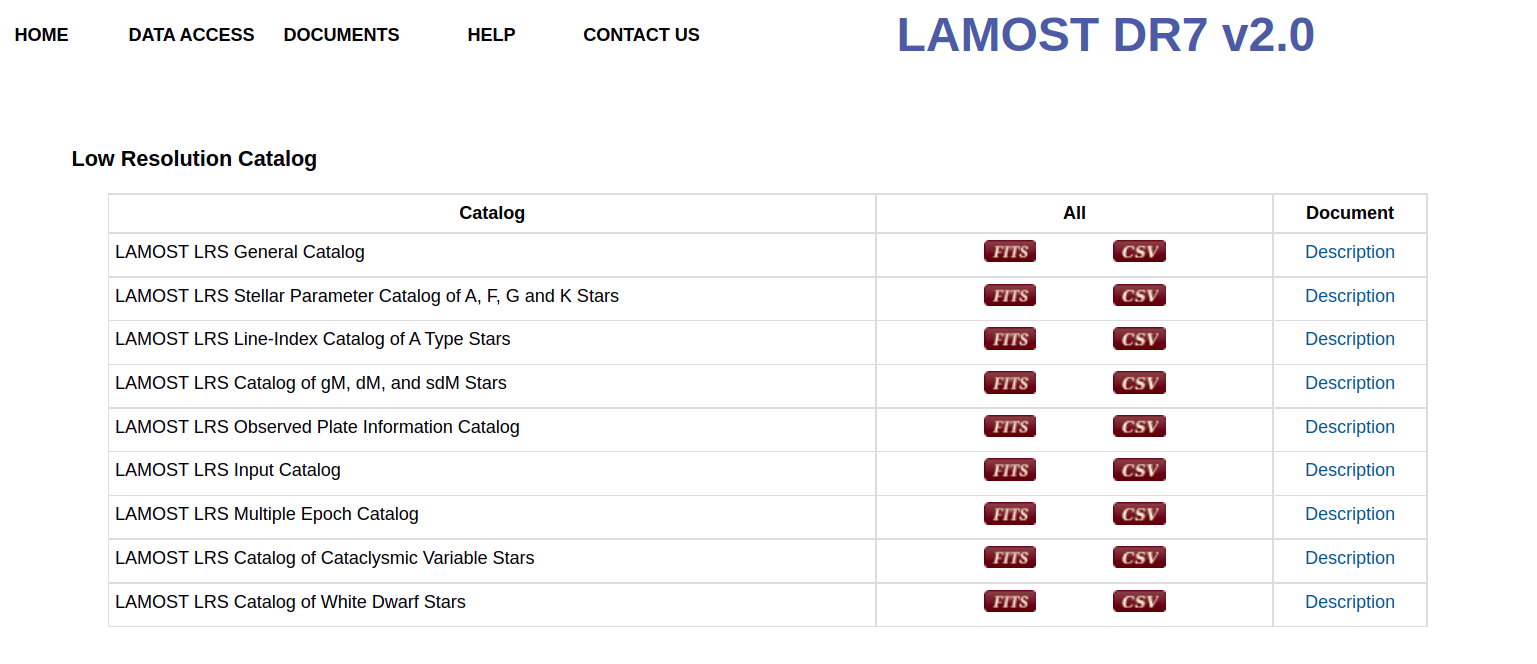 HOME DATA ACCESS DOCUMENTS HELP CONTACT US LAMOST DR7 v2.0
Low Resolution Catalog
Catalog All Document
LAMOST LRS General Catalog FITS CSV Description
LAMOST LRS Stellar Parameter Catalog of A, F, G and K Stars FITS CSV Description
LAMOST LRS Line-Index Catalog of A Type Stars FITS CSV Description
LAMOST LRS Catalog of gM, dM, and sdM Stars FITS CSV Description
LAMOST LRS Observed Plate Information Catalog FITS CSV Description
LAMOST LRS Input Catalog FITS CSV Description
LAMOST LRS Multiple Epoch Catalog FITS CSV Description
LAMOST LRS Catalog of Cataclysmic Variable Stars FITS CSV Description
LAMOST LRS Catalog of White Dwarf Stars FITS CSV Description